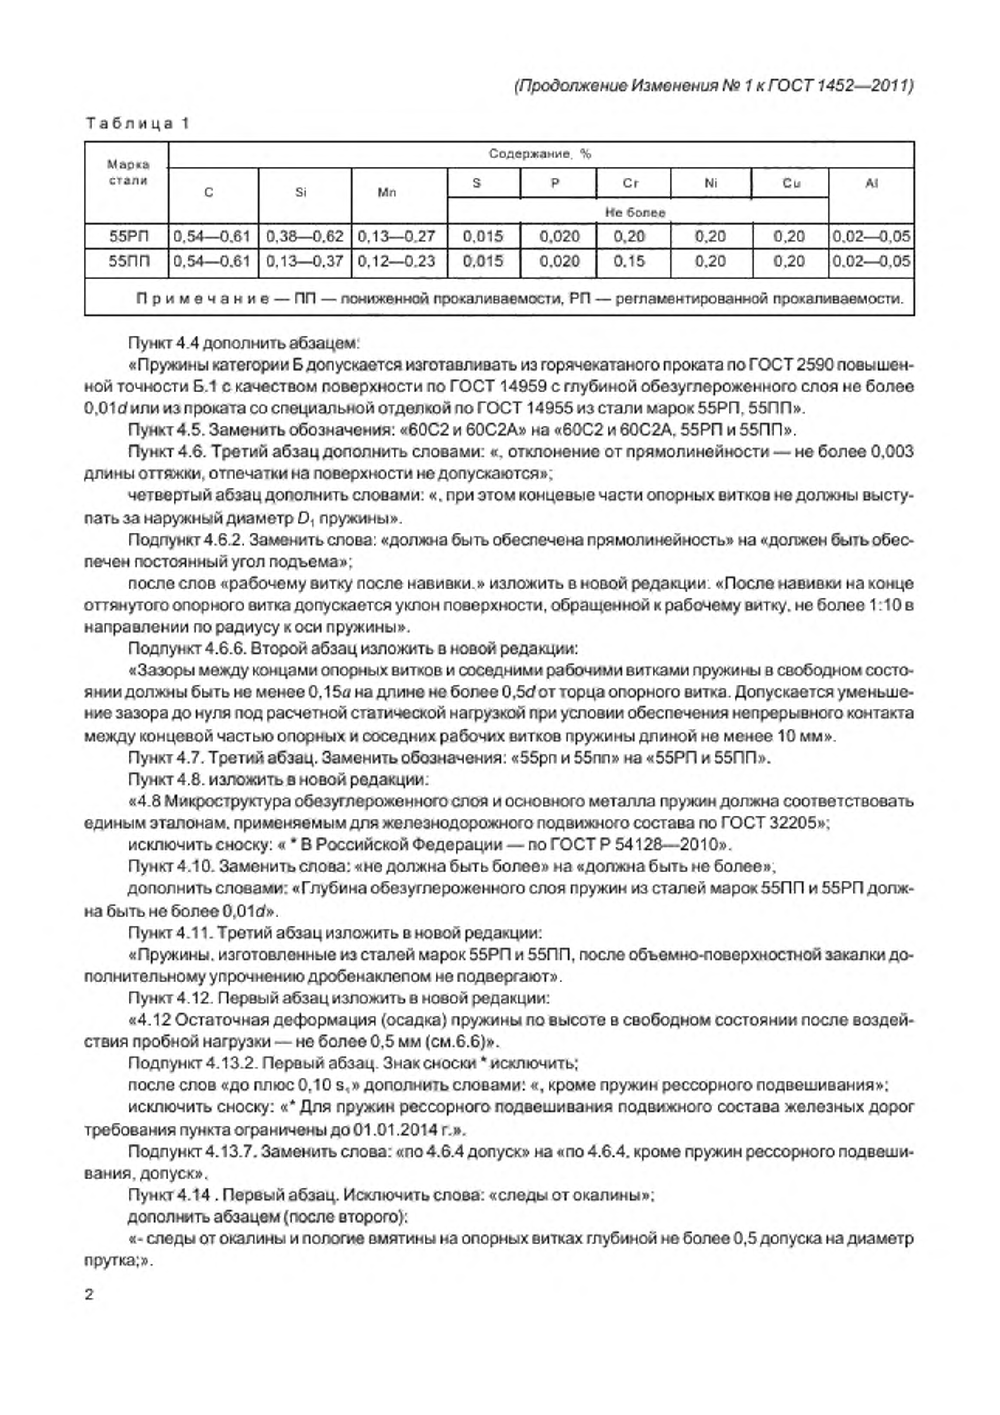 (Продолжение Изменения № 1 к ГОСТ 1452—2011)
Таблица 1
Марка стали
Содержание, %
C Si Mn S P Cr Ni Cu Al
Не более
55РП 0,54—0,61 0,38—0,62 0,13—0,27 0,015 0,020 0,20 0,20 0,20 0,02—0,05
55ПП 0,54—0,61 0,13—0,37 0,12—0,23 0,015 0,020 0,15 0,20 0,20 0,02—0,05
Примечание — ПП — пониженной прокаливаемости, РП — регламентированной прокаливаемости.
Пункт 4.4 дополнить абзацем:
«Пружины категории Б допускается изготавливать из горячекатаного проката по ГОСТ 2590 повышен-
ной точности Б.1 с качеством поверхности по ГОСТ 14959 с глубиной обезуглероженного слоя не более
0,01d или из проката со специальной отделкой по ГОСТ 14955 из стали марок 55РП, 55ПП».
Пункт 4.5. Заменить обозначения: «60С2 и 60С2А» на «60С2 и 60С2А, 55РП и 55ПП».
Пункт 4.6. Третий абзац дополнить словами: «, отклонение от прямолинейности — не более 0,003
длины оттяжки, отпечатки на поверхности не допускаются»;
четвертый абзац дополнить словами: «, при этом концевые части опорных витков не должны высту-
пать за наружный диаметр D₁ пружины».
Подпункт 4.6.2. Заменить слова: «должна быть обеспечена прямолинейность» на «должен быть обес-
печен постоянный угол подъема»;
после слов «рабочему витку после навивки.» изложить в новой редакции: «После навивки на конце
оттянутого опорного витка допускается уклон поверхности, обращенной к рабочему витку, не более 1:10 в
направлении по радиусу к оси пружины».
Подпункт 4.6.6. Второй абзац изложить в новой редакции:
«Зазоры между концами опорных витков и соседними рабочими витками пружины в свободном состо-
янии должны быть не менее 0,15a на длине не более 0,5d от торца опорного витка. Допускается уменьше-
ние зазора до нуля под расчетной статической нагрузкой при условии обеспечения непрерывного контакта
между концевой частью опорных и соседних рабочих витков пружины длиной не менее 10 мм».
Пункт 4.7. Третий абзац. Заменить обозначения: «55рп и 55пп» на «55РП и 55ПП».
Пункт 4.8. изложить в новой редакции:
«4.8 Микроструктура обезуглероженного слоя и основного металла пружин должна соответствовать
единым эталонам, применяемым для железнодорожного подвижного состава по ГОСТ 32205»;
исключить сноску: « * В Российской Федерации — по ГОСТ Р 54128—2010».
Пункт 4.10. Заменить слова: «не должна быть более» на «должна быть не более»;
дополнить словами: «Глубина обезуглероженного слоя пружин из сталей марок 55ПП и 55РП долж-
на быть не более 0,01d».
Пункт 4.11. Третий абзац изложить в новой редакции:
«Пружины, изготовленные из сталей марок 55РП и 55ПП, после объемно-поверхностной закалки до-
полнительному упрочнению дробенаклепом не подвергают».
Пункт 4.12. Первый абзац изложить в новой редакции:
«4.12 Остаточная деформация (осадка) пружины по высоте в свободном состоянии после воздей-
ствия пробной нагрузки — не более 0,5 мм (см.6.6)».
Подпункт 4.13.2. Первый абзац. Знак сноски * исключить;
после слов «до плюс 0,10 s₁» дополнить словами: «, кроме пружин рессорного подвешивания»;
исключить сноску: «* Для пружин рессорного подвешивания подвижного состава железных дорог
требования пункта ограничены до 01.01.2014 г.».
Подпункт 4.13.7. Заменить слова: «по 4.6.4 допуск» на «по 4.6.4, кроме пружин рессорного подвеши-
вания, допуск».
Пункт 4.14 . Первый абзац. Исключить слова: «следы от окалины»;
дополнить абзацем (после второго):
«- следы от окалины и пологие вмятины на опорных витках глубиной не более 0,5 допуска на диаметр
прутка;».
2